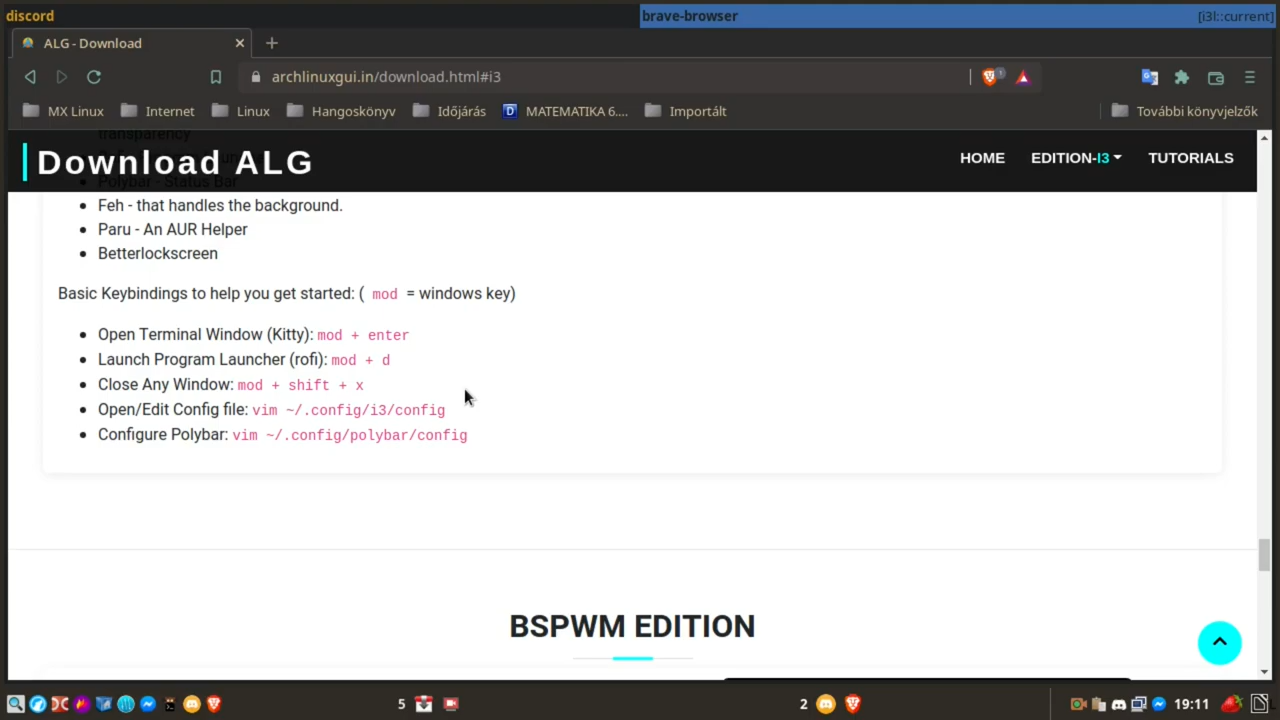 discord
brave-browser
[i3l::current]
ALG - Download
archlinuxgui.in/download.html#i3
MX Linux
Internet
Linux
Hangoskönyv
Időjárás
D
MATEMATIKA 6....
Importált
További könyvjelzők
transparency
Download ALG
HOME
EDITION-I3
TUTORIALS
Polybar - Status Bar
Feh - that handles the background.
Paru - An AUR Helper
Betterlockscreen
Basic Keybindings to help you get started: ( mod = windows key)
Open Terminal Window (Kitty): mod + enter
Launch Program Launcher (rofi): mod + d
Close Any Window: mod + shift + x
Open/Edit Config file: vim ~/.config/i3/config
Configure Polybar: vim ~/.config/polybar/config
BSPWM EDITION
5
2
19:11